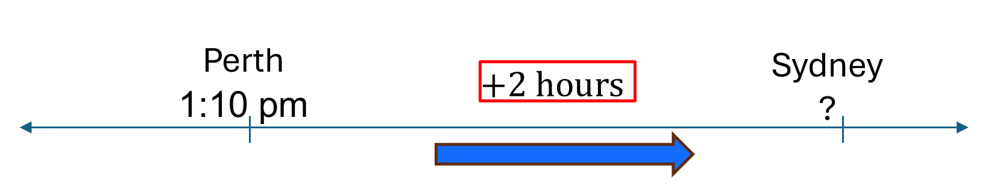 Perth
1:10 pm
+2 hours
Sydney
?